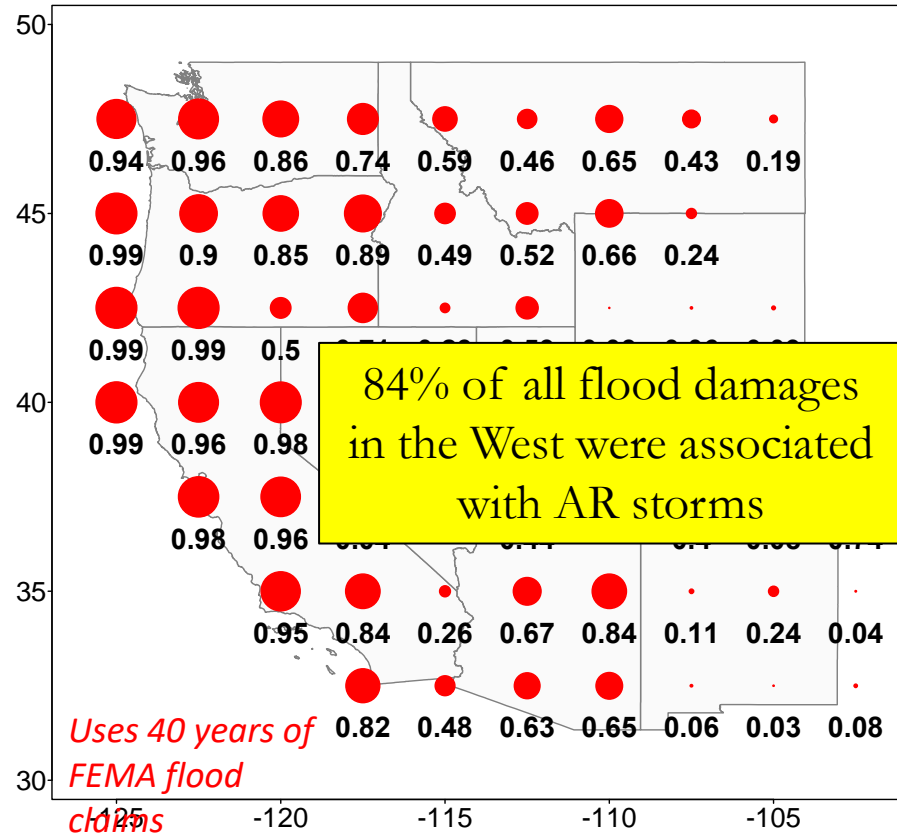 50
0.94 0.96 0.86 0.74 0.59 0.46 0.65 0.43 0.19
45
0.99 0.9 0.85 0.89 0.49 0.52 0.66 0.24
0.99 0.99 0.5
84% of all flood damages
40
in the West were associated
0.99 0.96 0.98
with AR storms
0.98 0.96
35
0.95 0.84 0.26 0.67 0.84 0.11 0.24 0.04
0.82 0.48 0.63 0.65 0.06 0.03 0.08
Uses 40 years of
FEMA flood
30
claims
-125 -120 -115 -110 -105